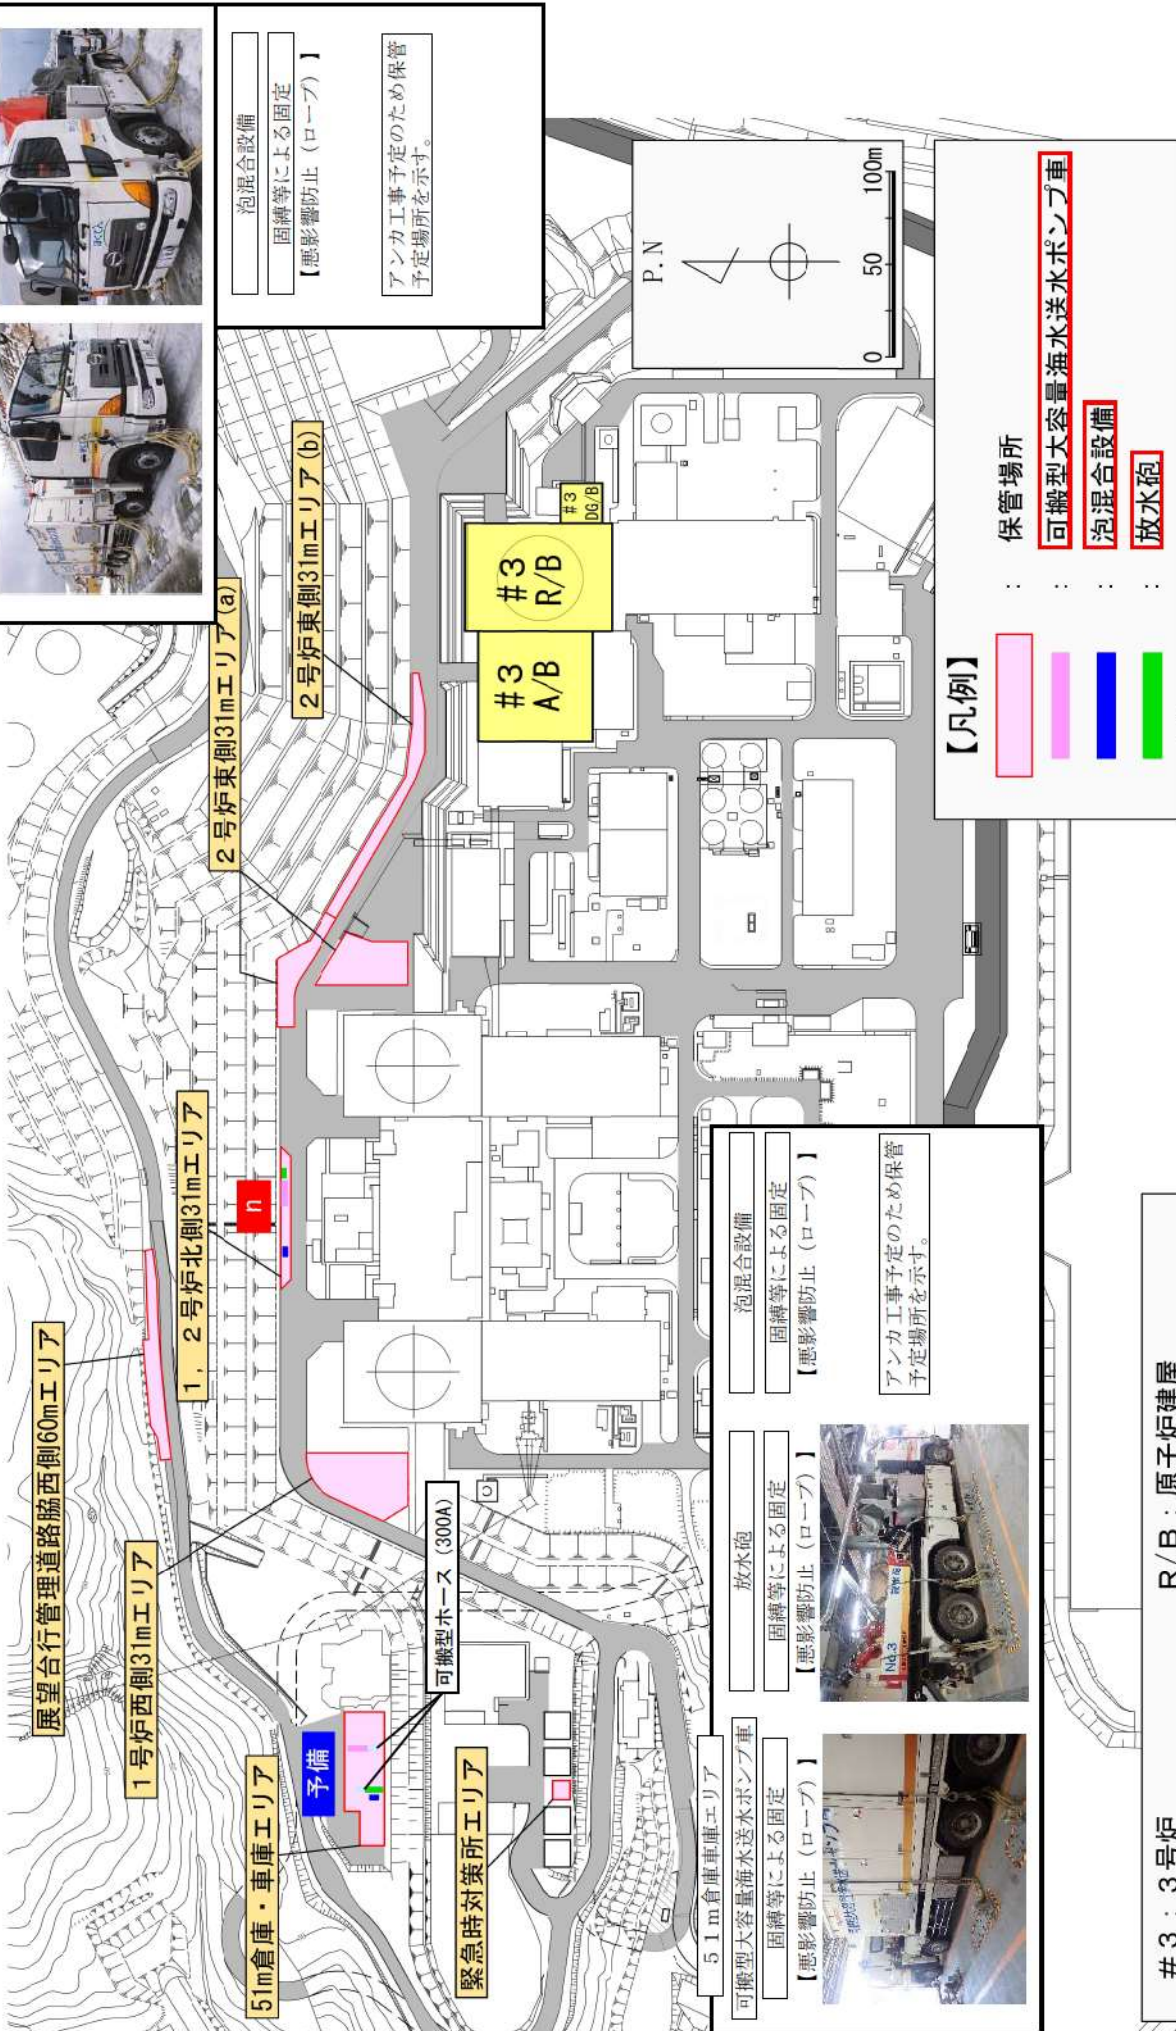 展望台行管理道路脇西側60mエリア
1号炉西側31mエリア
51m倉庫・車庫エリア
予備
可搬型ホース (300A)
緊急時対策所エリア
1，2号炉北側31mエリア
n
2号炉東側31mエリア(a)
2号炉東側31mエリア(b)
#3
A/B
#3
R/B
#3
DG/B
泡混合設備
固縛等による固定
【悪影響防止（ロープ）】
アンカ工事予定のため保管
予定場所を示す。
P.N
0
50
100m
51m倉庫車庫エリア
可搬型大容量海水送水ポンプ車
固縛等による固定
【悪影響防止（ロープ）】
放水砲
固縛等による固定
【悪影響防止（ロープ）】
No.3
泡混合設備
固縛等による固定
【悪影響防止（ロープ）】
アンカ工事予定のため保管
予定場所を示す。
【凡例】
： 保管場所
： 可搬型大容量海水送水ポンプ車
： 泡混合設備
： 放水砲
#3：3号炉
R/B：原子炉建屋